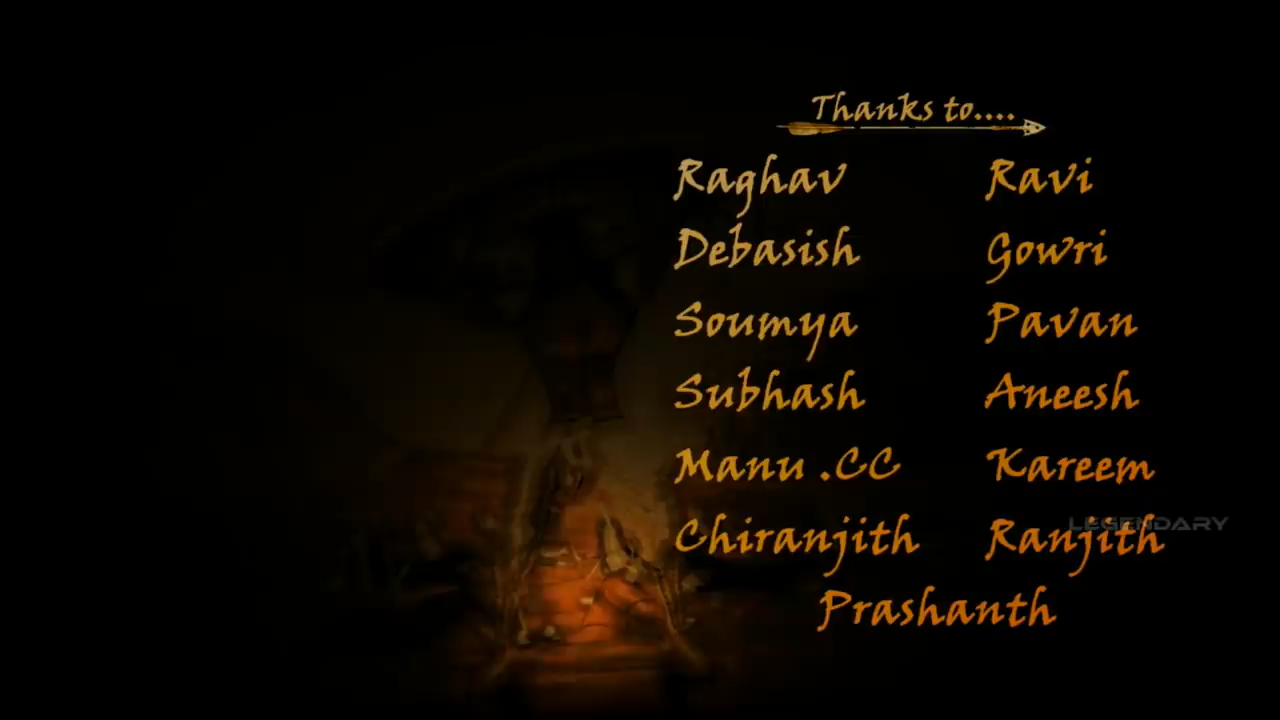 Thanks to....
Raghav Ravi
Debasish Gowri
Soumya Pavan
Subhash Aneesh
Manu .CC Kareem
LEGENDARY
Chiranjith Ranjith
Prashanth